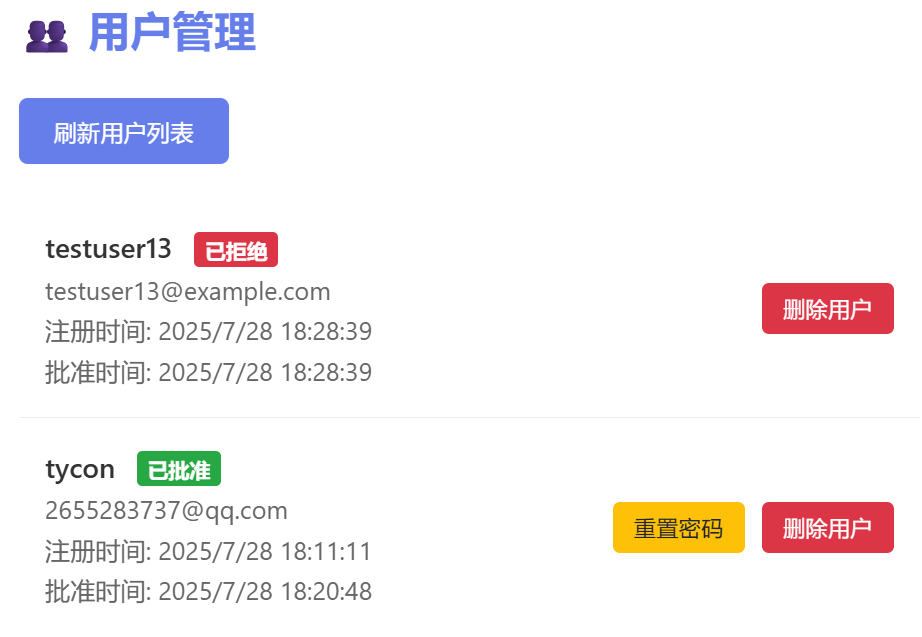 用户管理
刷新用户列表
testuser13 已拒绝
testuser13@example.com
删除用户
注册时间: 2025/7/28 18:28:39
批准时间: 2025/7/28 18:28:39
tycon 已批准
2655283737@qq.com
重置密码 删除用户
注册时间: 2025/7/28 18:11:11
批准时间: 2025/7/28 18:20:48